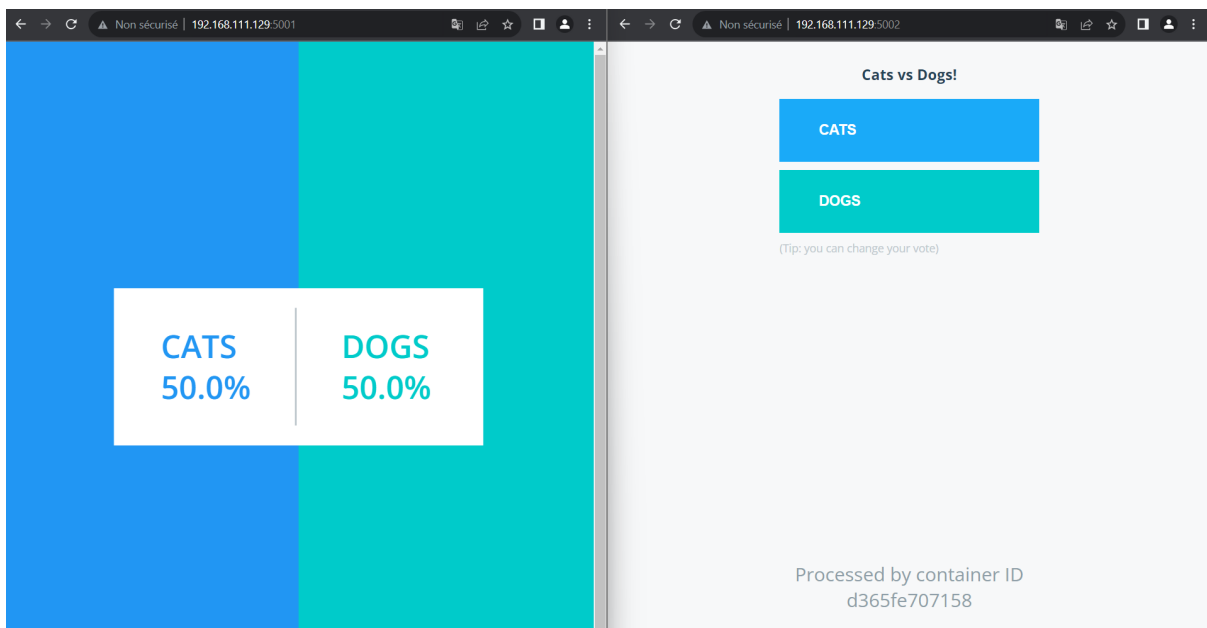 Non sécurisé 192.168.111.129:5001
CATS
50.0%
DOGS
50.0%
Non sécurisé 192.168.111.129:5002
Cats vs Dogs!
CATS
DOGS
(Tip: you can change your vote)
Processed by container ID
d365fe707158